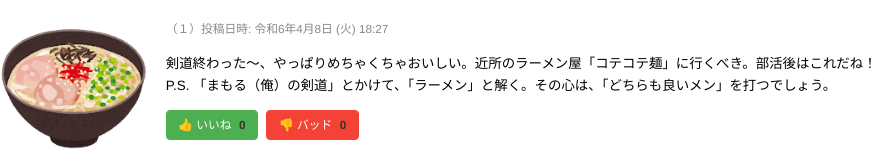 （１）投稿日時: 令和6年4月8日 (火) 18:27
剣道終わった〜、やっぱりめちゃくちゃおいしい。近所のラーメン屋「コテコテ麺」に行くべき。部活後はこれだね！
P.S. 「まもる（俺）の剣道」とかけて、「ラーメン」と解く。その心は、「どちらも良いメン」を打つでしょう。
👍 いいね 0 👎 バッド 0